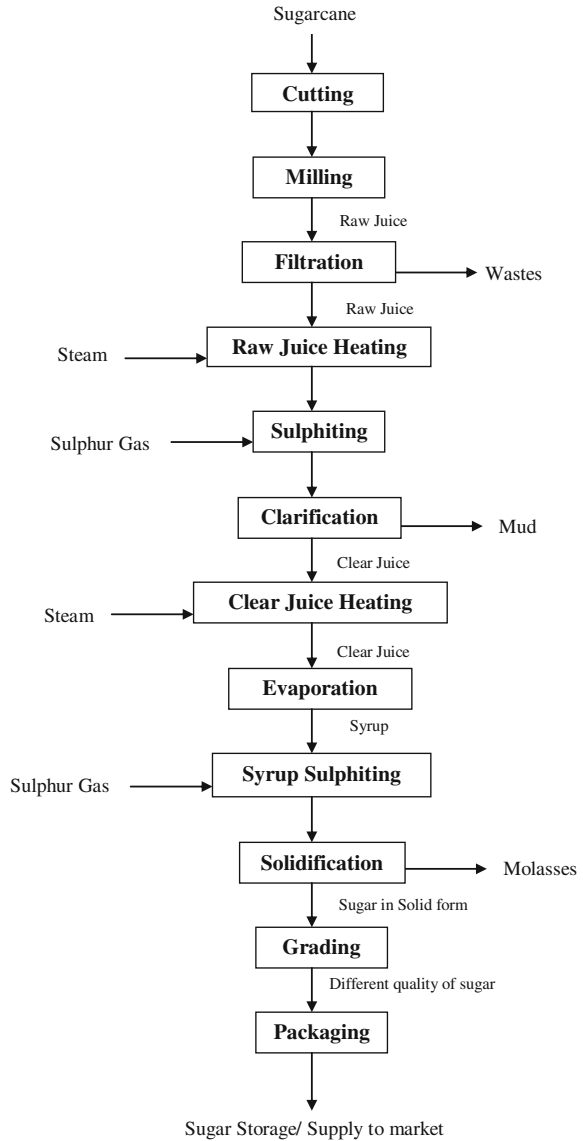 Sugarcane
Cutting
Milling
Raw Juice
Filtration
Wastes
Raw Juice
Steam
Raw Juice Heating
Sulphur Gas
Sulphiting
Clarification
Mud
Clear Juice
Steam
Clear Juice Heating
Clear Juice
Evaporation
Syrup
Sulphur Gas
Syrup Sulphiting
Solidification
Molasses
Sugar in Solid form
Grading
Different quality of sugar
Packaging
Sugar Storage/ Supply to market